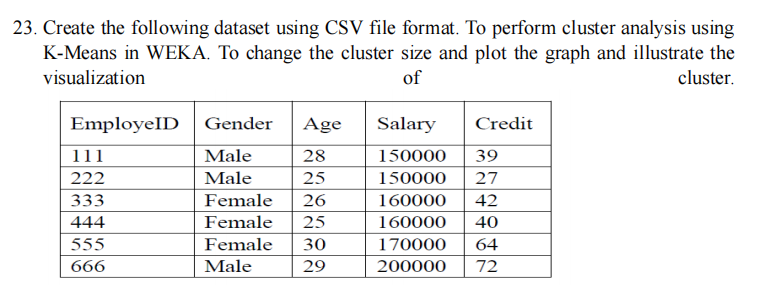 23. Create the following dataset using CSV file format. To perform cluster analysis using
K-Means in WEKA. To change the cluster size and plot the graph and illustrate the
visualization of cluster.
EmployeID Gender Age Salary Credit
111 Male 28 150000 39
222 Male 25 150000 27
333 Female 26 160000 42
444 Female 25 160000 40
555 Female 30 170000 64
666 Male 29 200000 72